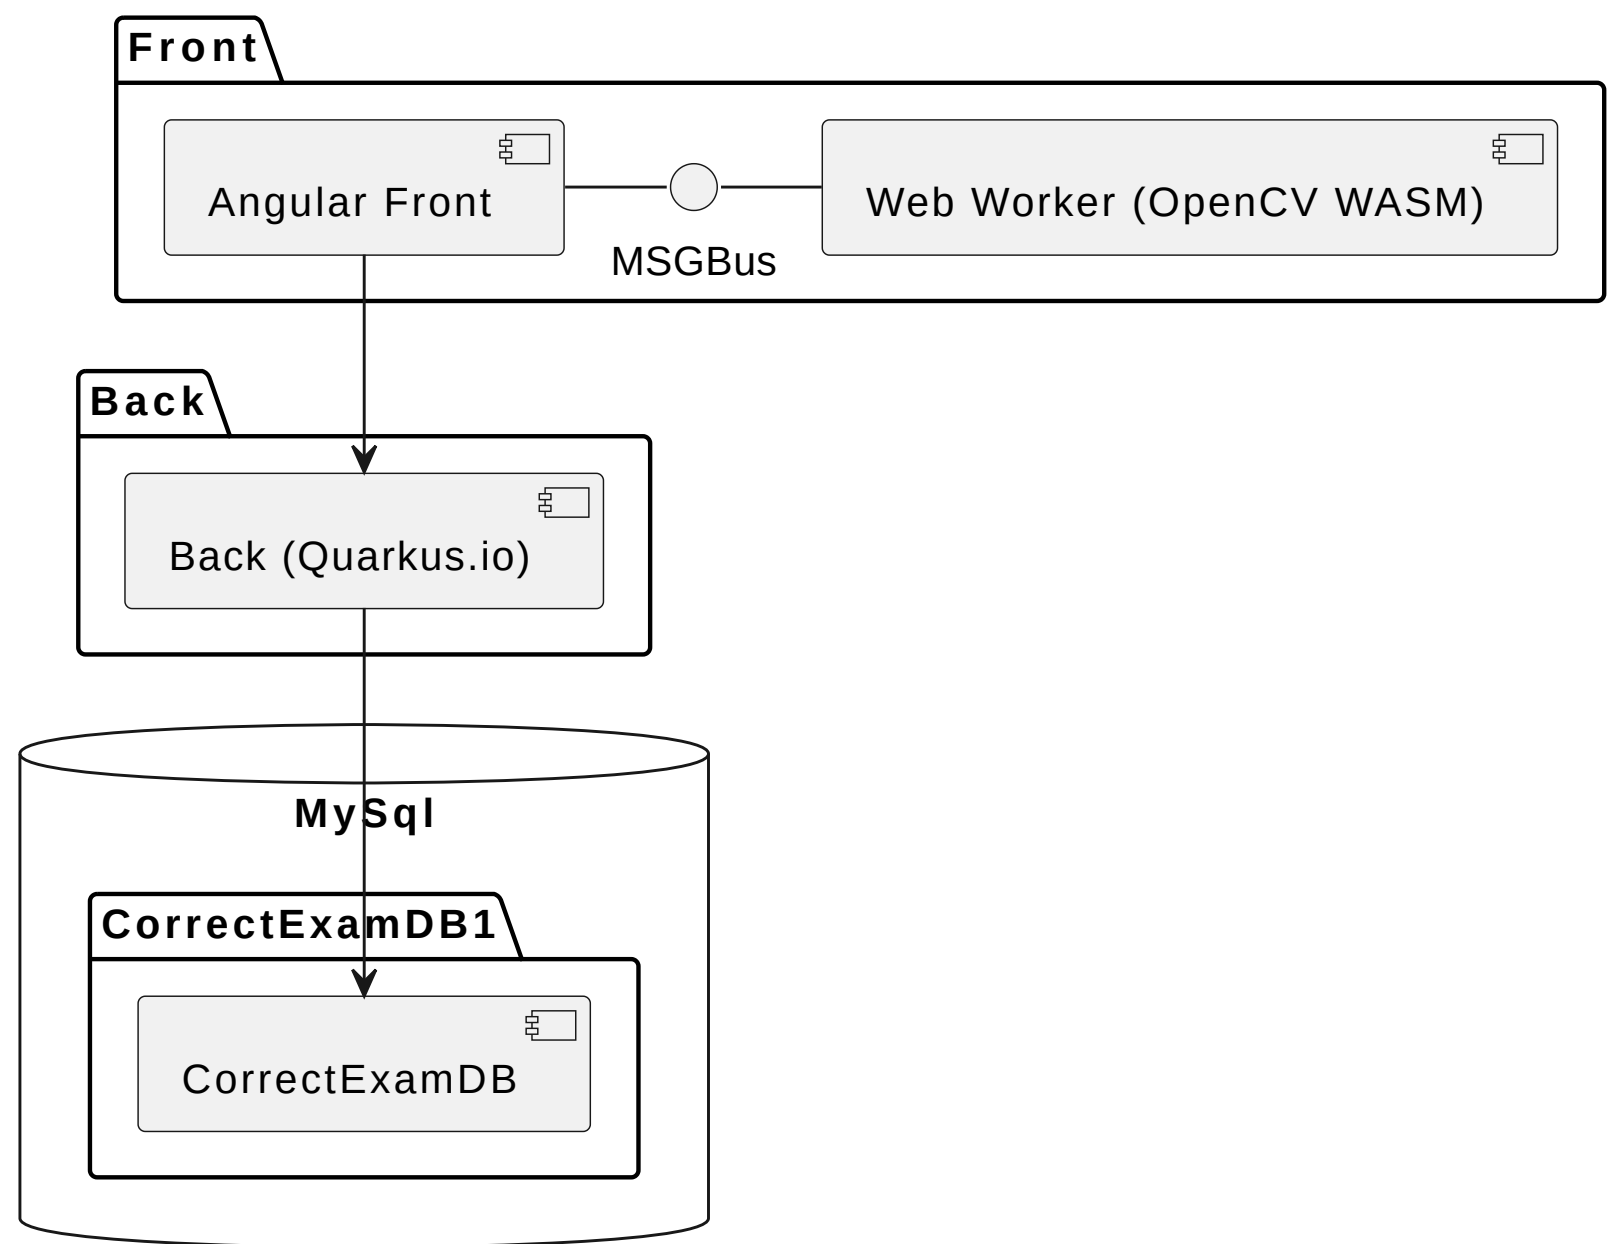 Front
Angular Front
Web Worker (OpenCV WASM)
MSGBus
Back
Back (Quarkus.io)
MySql
CorrectExamDB1
CorrectExamDB